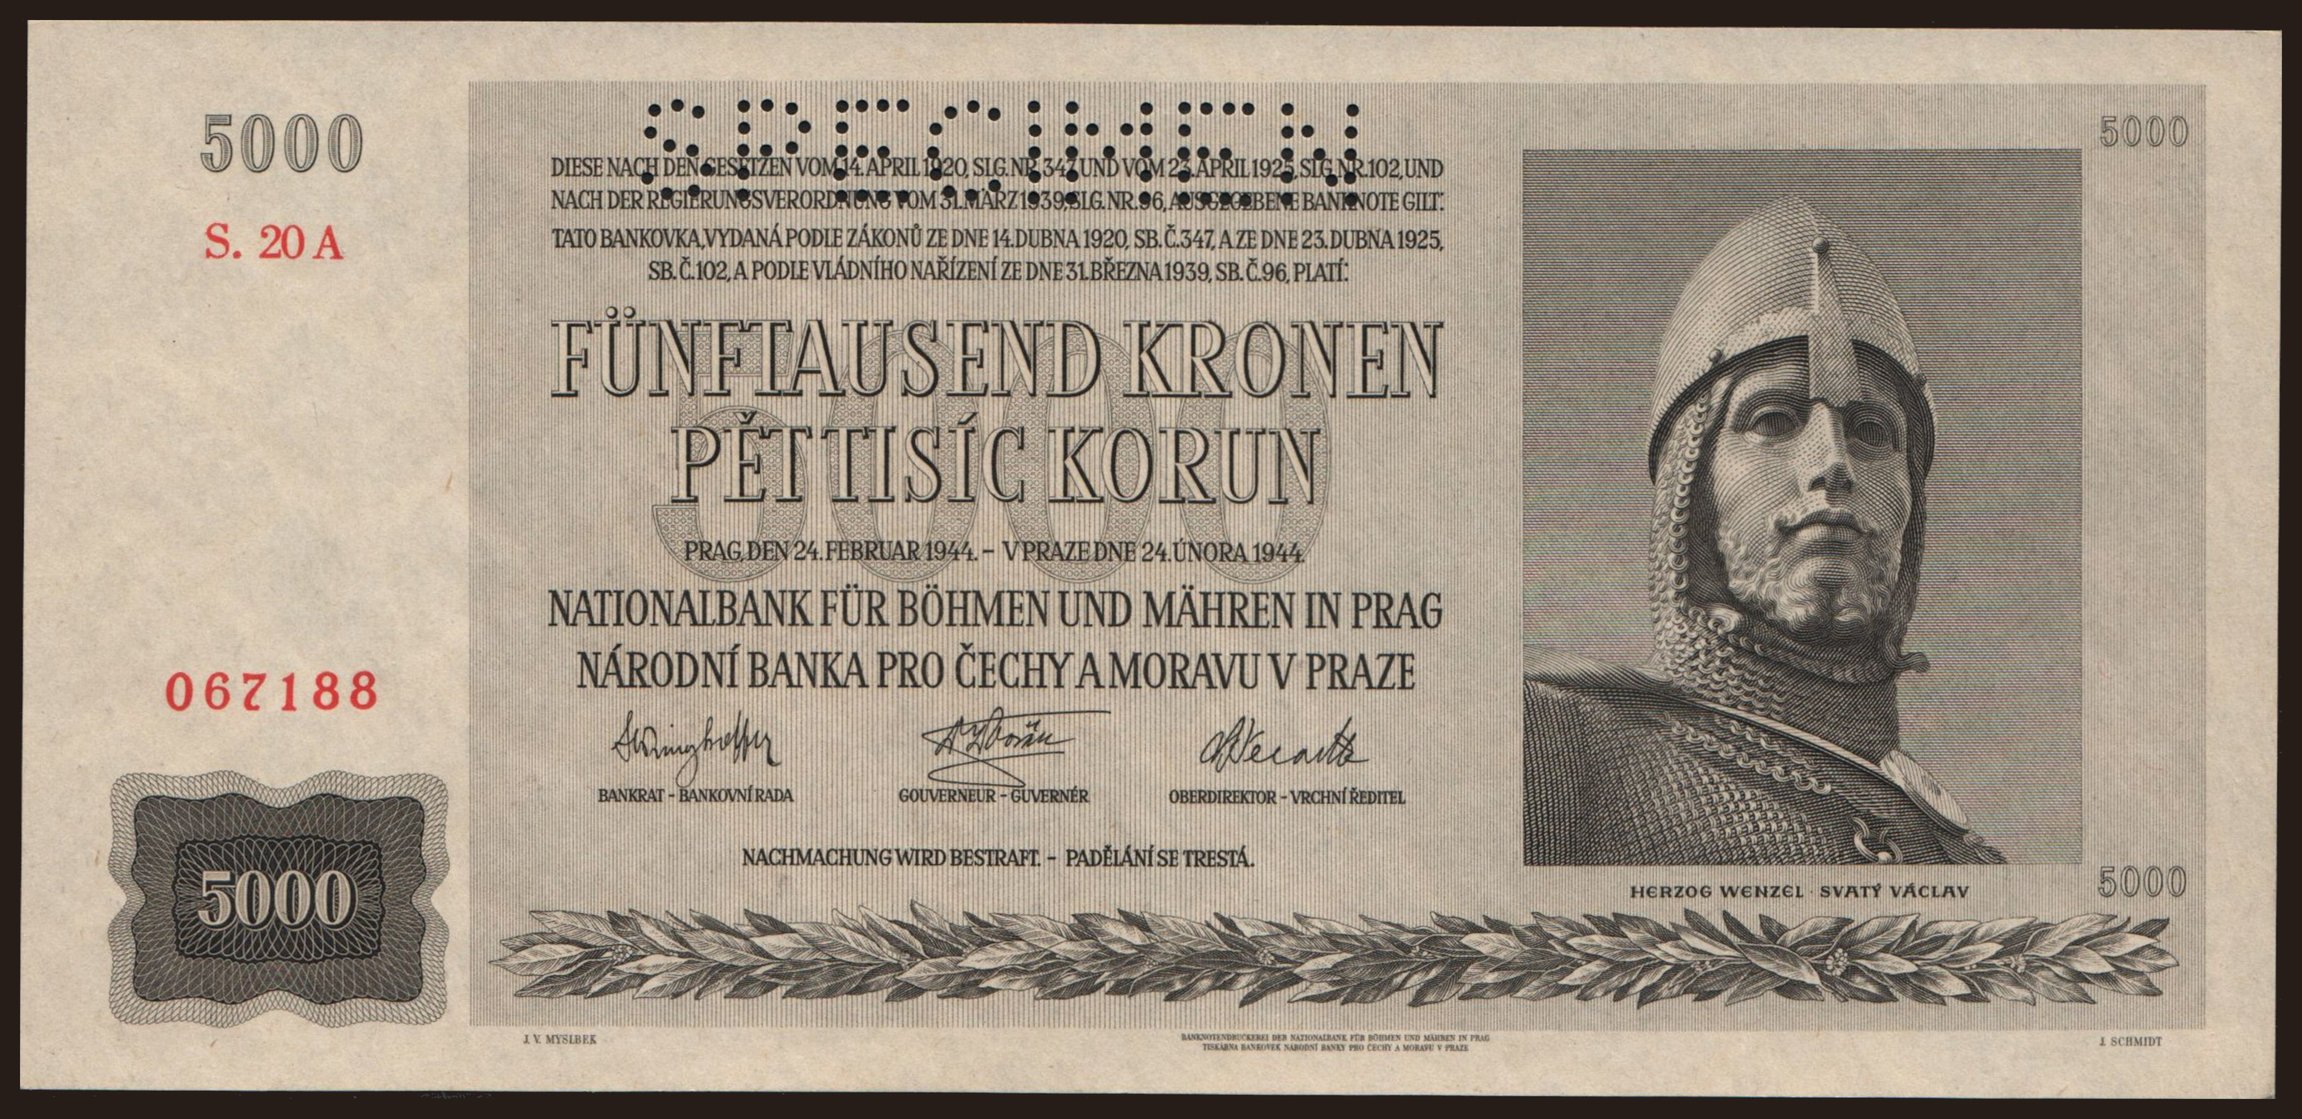 SPECIMEN
5000
5000
S. 20 A
DIESE NACH DEN GESETZEN VOM 14. APRIL 1920, SLG. NR. 347 UND VOM 23. APRIL 1925, SLG. NR. 102, UND
NACH DER REGIERUNGSVERORDNUNG VOM 31. MÄRZ 1939, SLG. NR. 96, AUSGEGEBENE BANKNOTE GILT:
TATO BANKOVKA, VYDANÁ PODLE ZÁKONŮ ZE DNE 14. DUBNA 1920, SB. Č. 347, A ZE DNE 23. DUBNA 1925,
SB. Č. 102, A PODLE VLÁDNÍHO NAŘÍZENÍ ZE DNE 31. BŘEZNA 1939, SB. Č. 96, PLATÍ:
5000
FÜNFTAUSEND KRONEN
PĚT TISÍC KORUN
PRAG, DEN 24. FEBRUAR 1944. – V PRAZE DNE 24. ÚNORA 1944.
NATIONALBANK FÜR BÖHMEN UND MÄHREN IN PRAG
NÁRODNÍ BANKA PRO ČECHY A MORAVU V PRAZE
067188
BANKRAT – BANKOVNÍ RADA
GOUVERNEUR – GUVERNÉR
OBERDIREKTOR – VRCHNÍ ŘEDITEL
NACHMACHUNG WIRD BESTRAFT. – PADĚLÁNÍ SE TRESTÁ.
5000
HERZOG WENZEL · SVATÝ VÁCLAV
5000
J. V. MYSLBEK
BANKNOTENDRUCKEREI DER NATIONALBANK FÜR BÖHMEN UND MÄHREN IN PRAG
TISKÁRNA BANKOVEK NÁRODNÍ BANKY PRO ČECHY A MORAVU V PRAZE
J. SCHMIDT